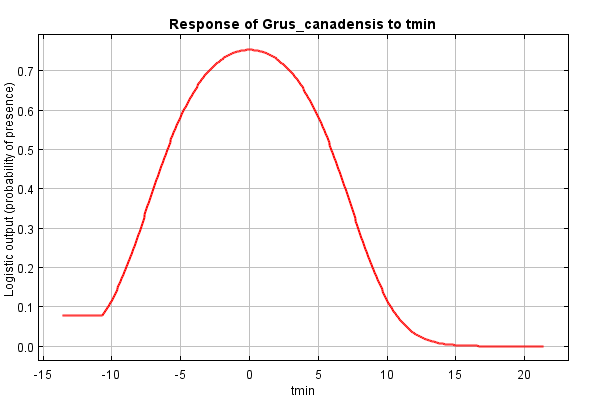 Response of Grus_canadensis to tmin
Logistic output (probability of presence)
0.7
0.6
0.5
0.4
0.3
0.2
0.1
0.0
-15 -10 -5 0 5 10 15 20
tmin